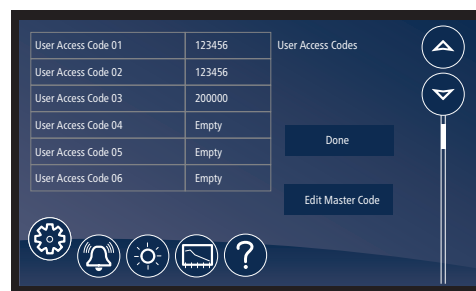 User Access Code 01 123456 User Access Codes
User Access Code 02 123456
User Access Code 03 200000
User Access Code 04 Empty
User Access Code 05 Empty
User Access Code 06 Empty
Done
Edit Master Code
?